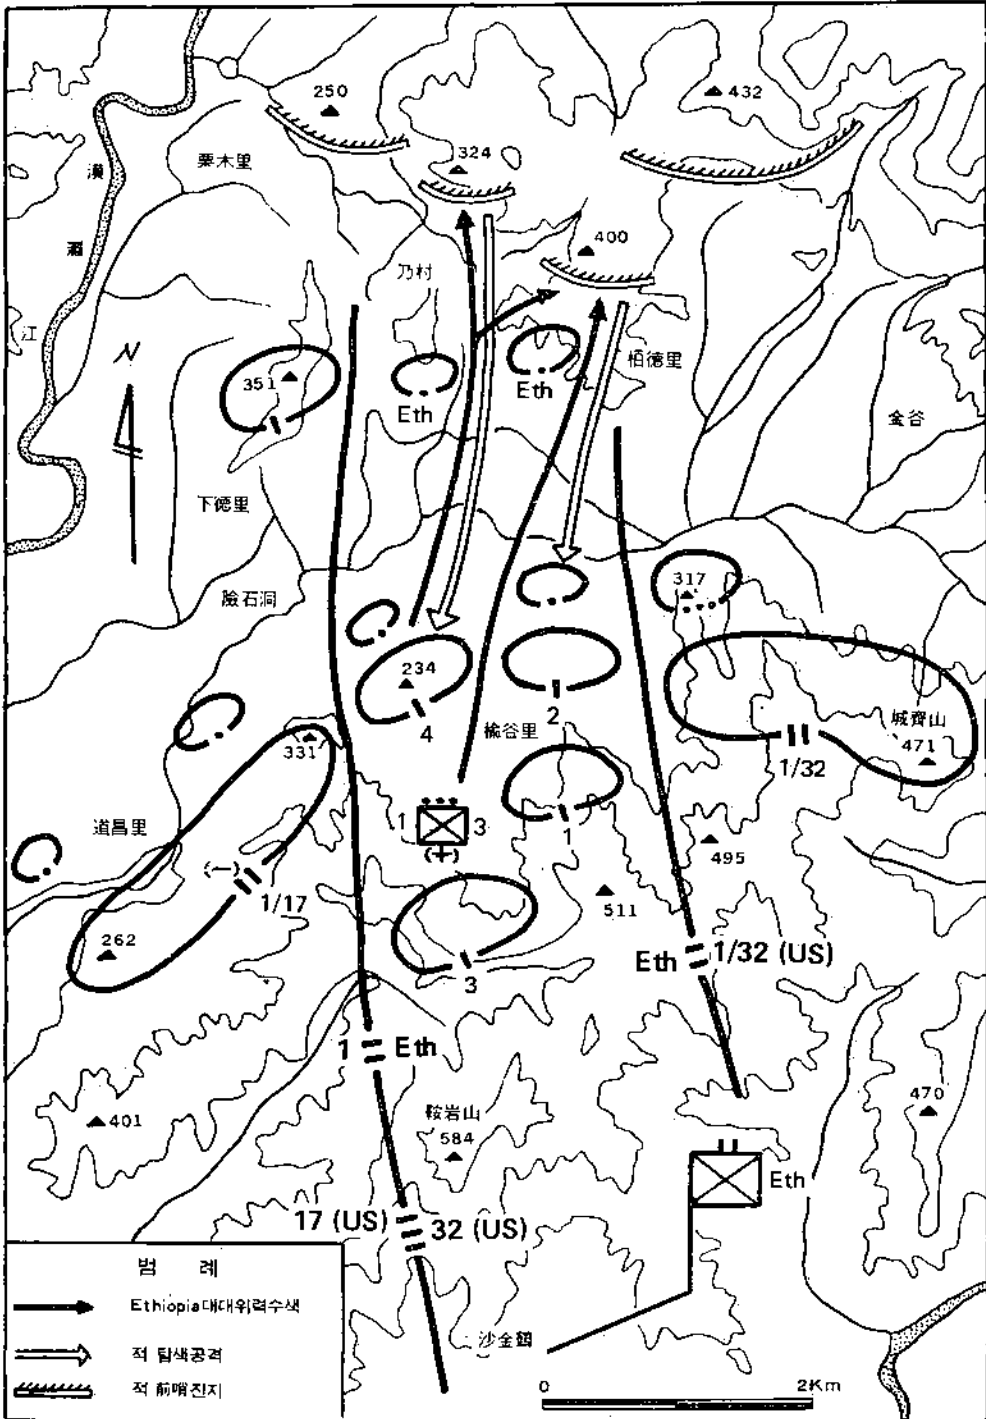 250
432
栗木里
漢
324
灘
400
乃村
江
N
351
栢德里
Eth
Eth
金谷
下德里
317
險石洞
234
4
2
城齊山
471
331
楡谷里
1/32
道昌里
1
3
(+)
1
495
(−)
1/17
511
262
3
Eth
1/32 (US)
1
Eth
401
鞍岩山
584
470
Eth
17 (US)
32 (US)
범 례
Ethiopia대대위력수색
沙金鶴
적 탐색공격
적 前哨진지
0
2Km